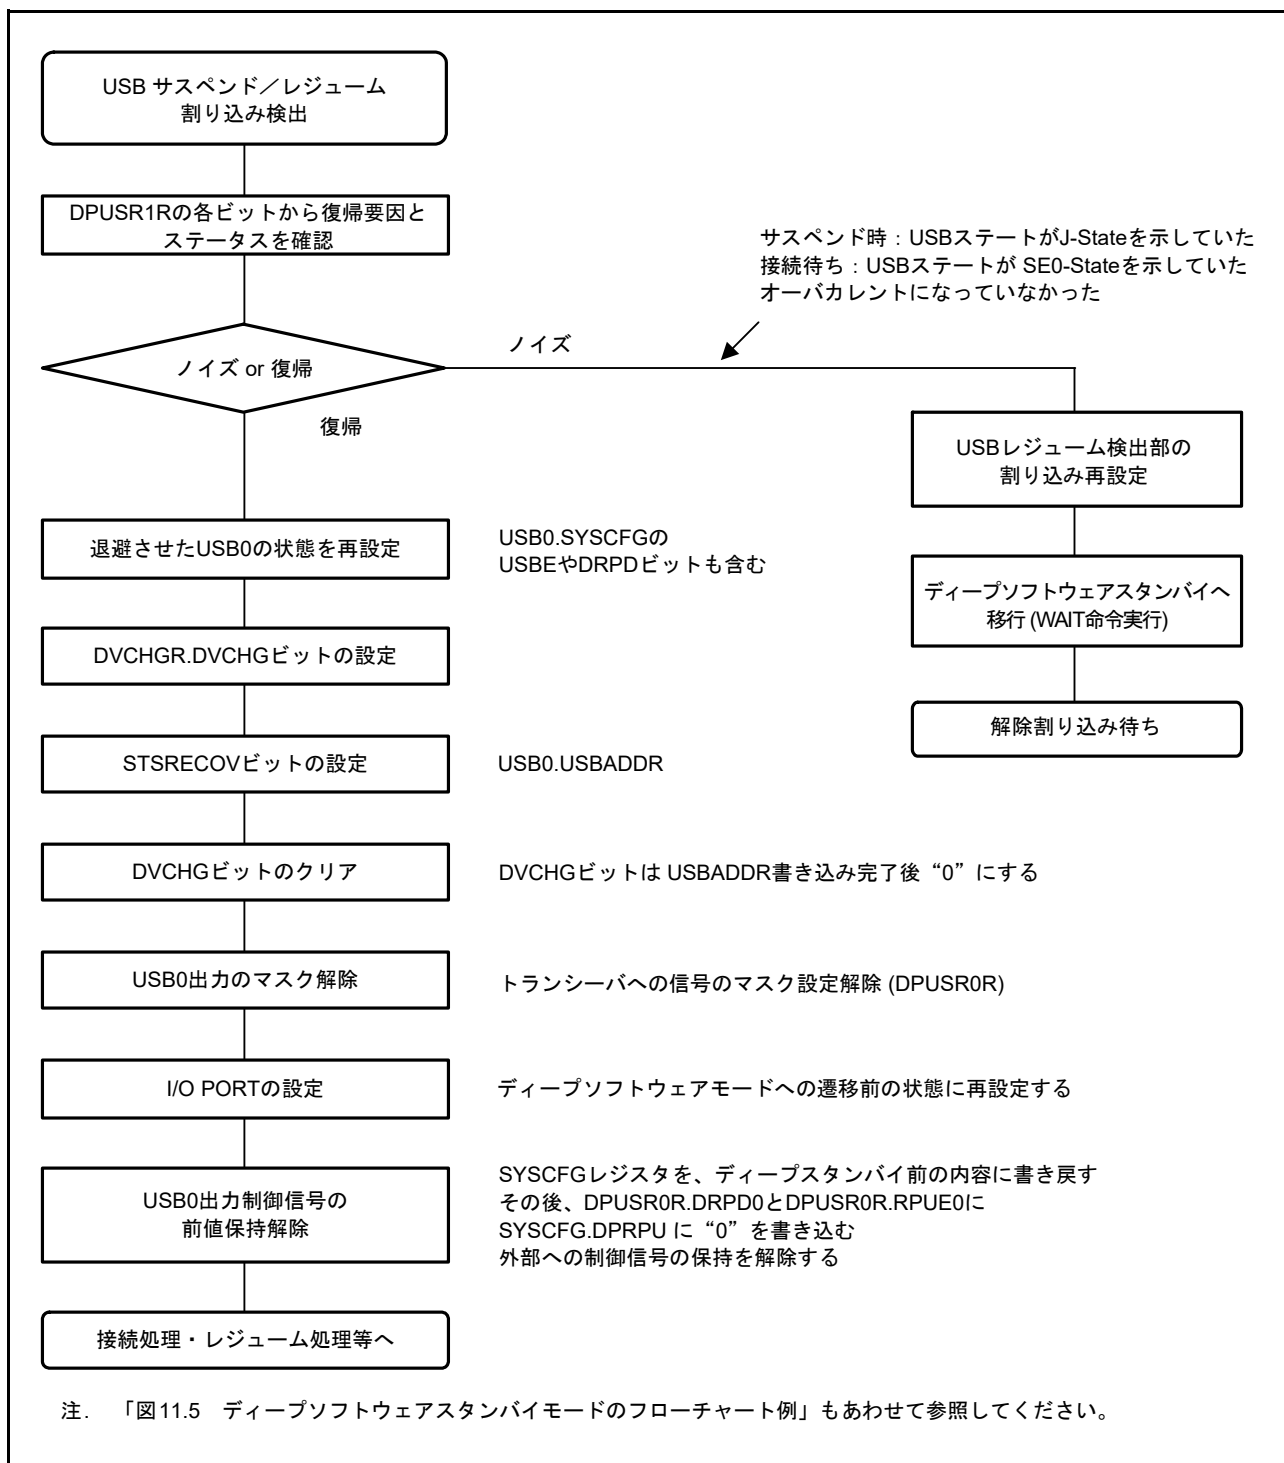 USB サスペンド／レジューム
割り込み検出
DPUSR1Rの各ビットから復帰要因と
ステータスを確認
サスペンド時：USBステートがJ-Stateを示していた
接続待ち：USBステートが SE0-Stateを示していた
オーバカレントになっていなかった
ノイズ or 復帰
ノイズ
復帰
USBレジューム検出部の
割り込み再設定
退避させたUSB0の状態を再設定
USB0.SYSCFGの
USBEやDRPDビットも含む
ディープソフトウェアスタンバイへ
移行 (WAIT命令実行)
DVCHGR.DVCHGビットの設定
解除割り込み待ち
STSRECOVビットの設定
USB0.USBADDR
DVCHGビットのクリア
DVCHGビットは USBADDR書き込み完了後“0”にする
USB0出力のマスク解除
トランシーバへの信号のマスク設定解除 (DPUSR0R)
I/O PORTの設定
ディープソフトウェアモードへの遷移前の状態に再設定する
USB0出力制御信号の
前値保持解除
SYSCFGレジスタを、ディープスタンバイ前の内容に書き戻す
その後、DPUSR0R.DRPD0とDPUSR0R.RPUE0に
SYSCFG.DPRPU に“0”を書き込む
外部への制御信号の保持を解除する
接続処理・レジューム処理等へ
注. 「図11.5 ディープソフトウェアスタンバイモードのフローチャート例」もあわせて参照してください。